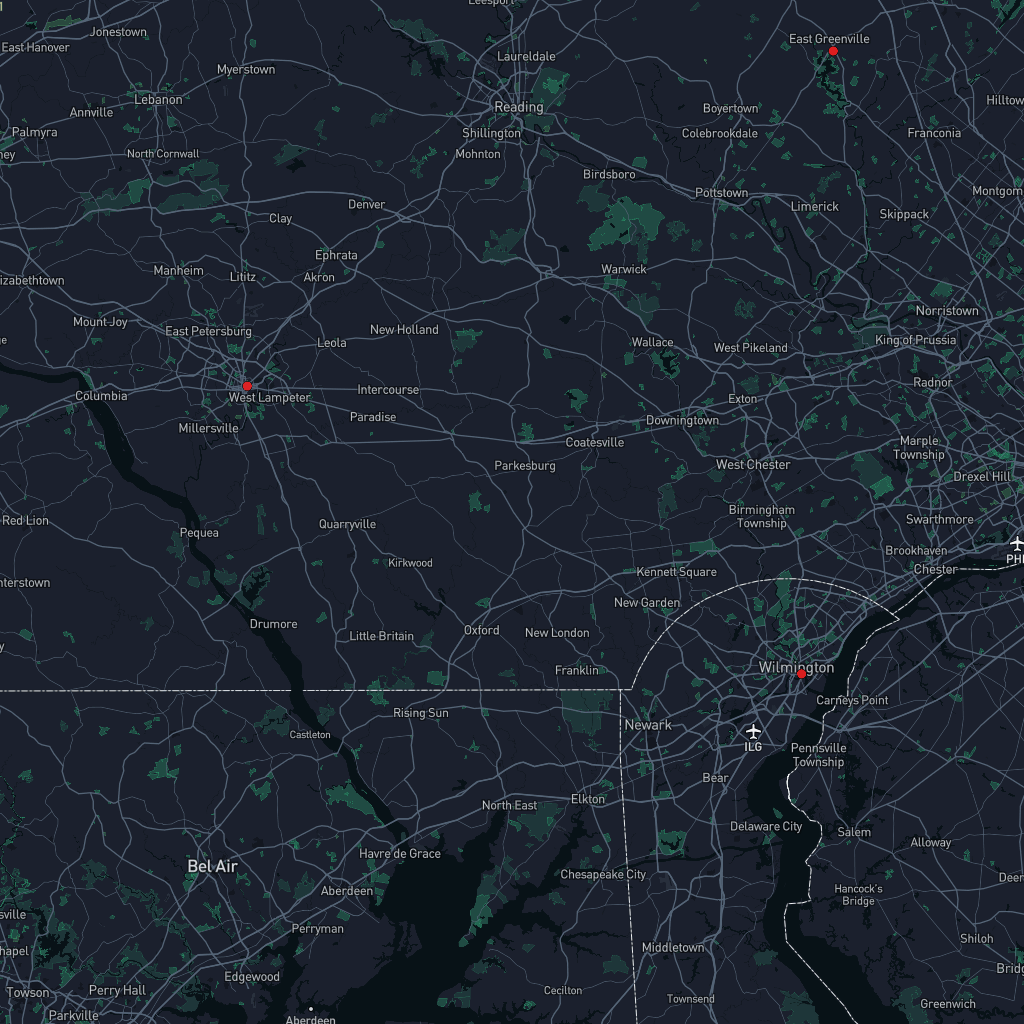 Leesport
Jonestown
East Hanover
East Greenville
Laureldale
Myerstown
Lebanon
Reading
Boyertown
Annville
Palmyra
Shillington
Colebrookdale
Franconia
North Cornwall
Mohnton
Birdsboro
Pottstown
Denver
Limerick
Skippack
Clay
Ephrata
Manheim
Lititz
Akron
Warwick
Mount Joy
East Petersburg
New Holland
Norristown
Leola
Wallace
West Pikeland
King of Prussia
Intercourse
Radnor
Columbia
West Lampeter
Exton
Paradise
Downingtown
Millersville
Coatesville
Marple
Township
Parkesburg
West Chester
Drexel Hill
Red Lion
Quarryville
Birmingham
Township
Swarthmore
Pequea
Brookhaven
PHL
Kirkwood
Chester
Kennett Square
New Garden
Drumore
Little Britain
Oxford
New London
Franklin
Wilmington
Carneys Point
Rising Sun
Newark
Castleton
ILG
Pennsville
Township
Bear
North East
Elkton
Delaware City
Salem
Alloway
Havre de Grace
Bel Air
Chesapeake City
Aberdeen
Hancock's
Bridge
Perryman
Shiloh
Middletown
Edgewood
Towson
Perry Hall
Cecilton
Townsend
Greenwich
Parkville
Aberdeen